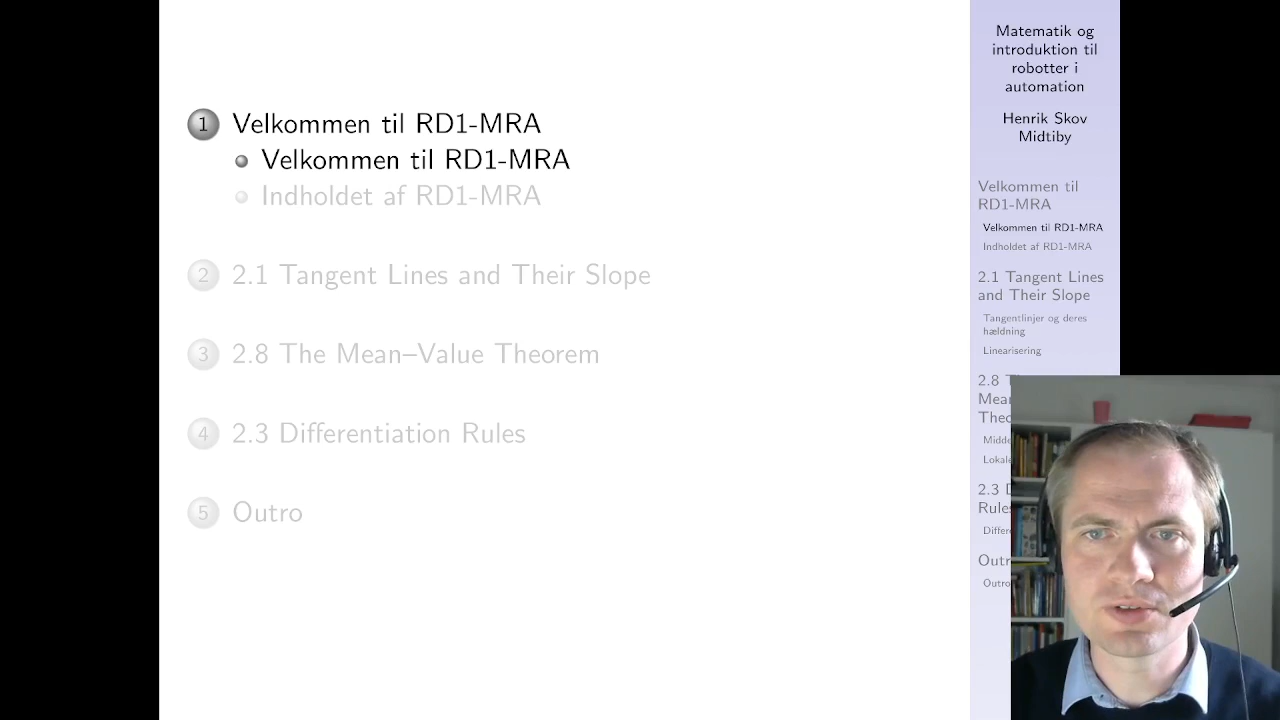 1 Velkommen til RD1-MRA
Velkommen til RD1-MRA
Indholdet af RD1-MRA
2 2.1 Tangent Lines and Their Slope
3 2.8 The Mean–Value Theorem
4 2.3 Differentiation Rules
5 Outro
Matematik og
introduktion til
robotter i
automation
Henrik Skov
Midtiby
Velkommen til
RD1-MRA
Velkommen til RD1-MRA
Indholdet af RD1-MRA
2.1 Tangent Lines
and Their Slope
Tangentlinjer og deres
hældning
Linearisering
2.8
2.3